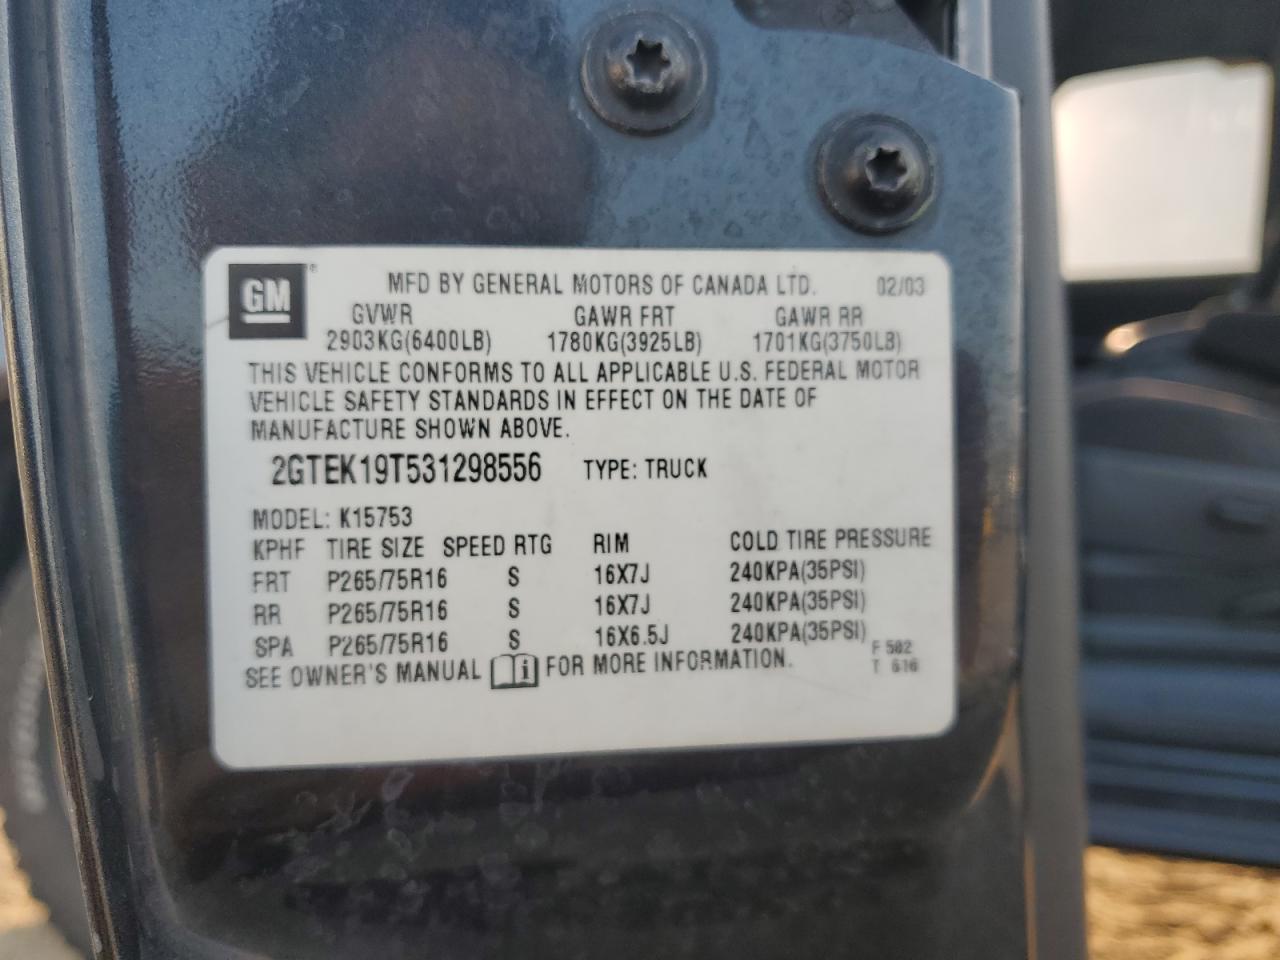 GM ® MFD BY GENERAL MOTORS OF CANADA LTD. 02/03
GVWR GAWR FRT GAWR RR
2903KG(6400LB) 1780KG(3925LB) 1701KG(3750LB)
THIS VEHICLE CONFORMS TO ALL APPLICABLE U.S. FEDERAL MOTOR
VEHICLE SAFETY STANDARDS IN EFFECT ON THE DATE OF
MANUFACTURE SHOWN ABOVE.
2GTEK19T531298556 TYPE: TRUCK
MODEL: K15753
KPHF TIRE SIZE SPEED RTG RIM COLD TIRE PRESSURE
FRT P265/75R16 S 16X7J 240KPA(35PSI)
RR P265/75R16 S 16X7J 240KPA(35PSI)
SPA P265/75R16 S 16X6.5J 240KPA(35PSI)
SEE OWNER'S MANUAL i FOR MORE INFORMATION.
F 502
T 616